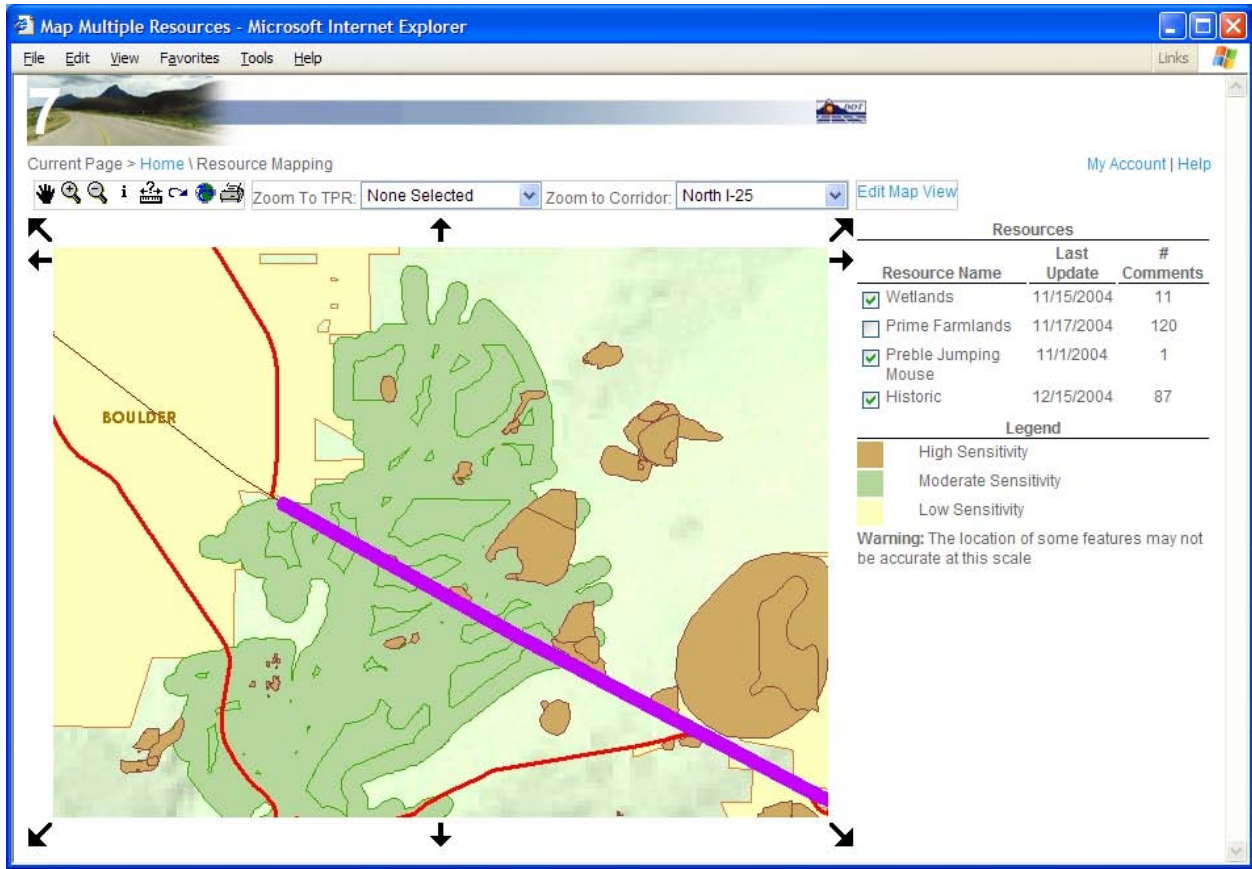 Map Multiple Resources - Microsoft Internet Explorer
File Edit View Favorites Tools Help
Links
7
DOT
Current Page > Home \ Resource Mapping
My Account | Help
Zoom To TPR: None Selected Zoom to Corridor: North I-25 Edit Map View
Resources
Resource Name Last Update # Comments
Wetlands 11/15/2004 11
Prime Farmlands 11/17/2004 120
Preble Jumping Mouse 11/1/2004 1
Historic 12/15/2004 87
Legend
High Sensitivity
Moderate Sensitivity
Low Sensitivity
Warning: The location of some features may not
be accurate at this scale
BOULDER